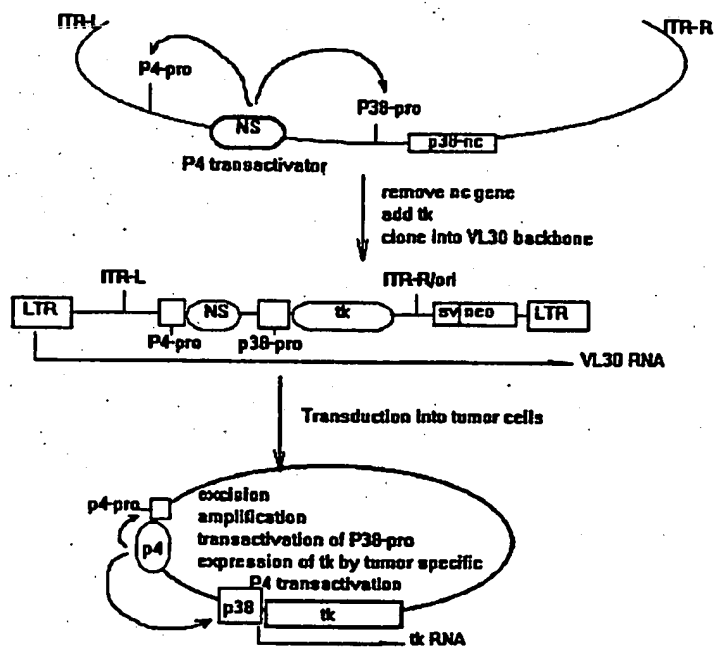 ITR-L
ITR-R
P4-pro
P38-pro
NS
p38-nc
P4 transactivator
remove nc gene
add tk
clone into VL30 backbone
ITR-L
ITR-R/ori
LTR
NS
tk
sv neo
LTR
P4-pro
p38-pro
VL30 RNA
Transduction into tumor cells
p4-pro
excision
amplification
p4
transactivation of P38-pro
expression of tk by tumor specific
P4 transactivation
p38
tk
tk RNA